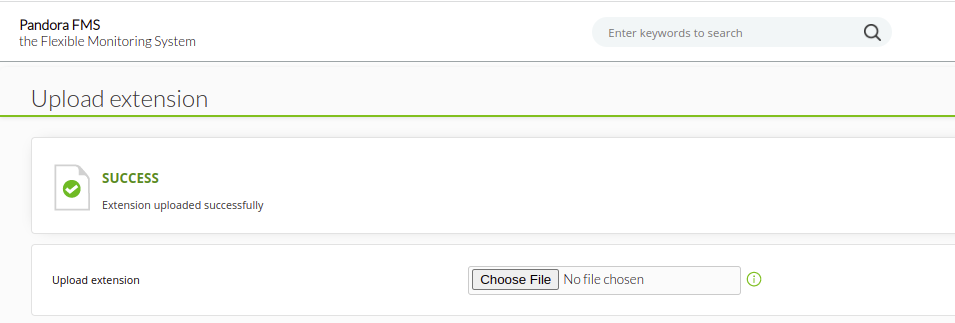 Pandora FMS
the Flexible Monitoring System
Enter keywords to search
Upload extension
SUCCESS
Extension uploaded successfully
Upload extension
Choose File No file chosen